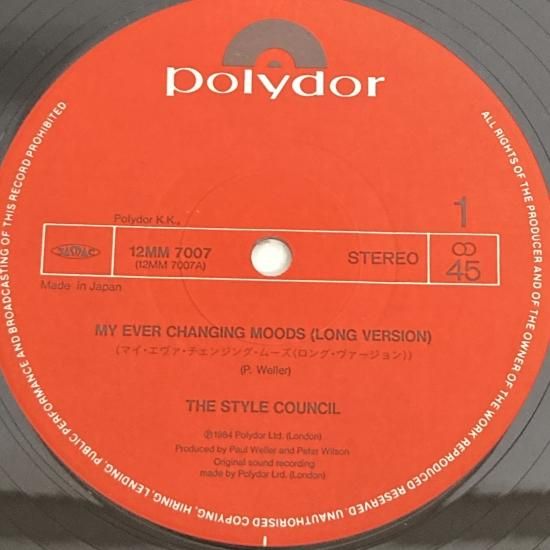 polydor
Polydor K.K.,
1
JASRAC
12MM 7007
(12MM 7007A)
STEREO
45
Made in Japan
MY EVER CHANGING MOODS (LONG VERSION)
(マイ・エヴァ・チェンジング・ムーズ(ロング・ヴァージョン))
(P. Weller)
THE STYLE COUNCIL
Ⓟ1984 Polydor Ltd. (London)
Produced by Paul Weller and Peter Wilson
Original sound recording
made by Polydor Ltd. (London)
ALL RIGHTS OF THE PRODUCER AND OF THE OWNER OF THE WORK REPRODUCED RESERVED. UNAUTHORISED COPYING, HIRING, LENDING, PUBLIC PERFORMANCE AND BROADCASTING OF THIS RECORD PROHIBITED